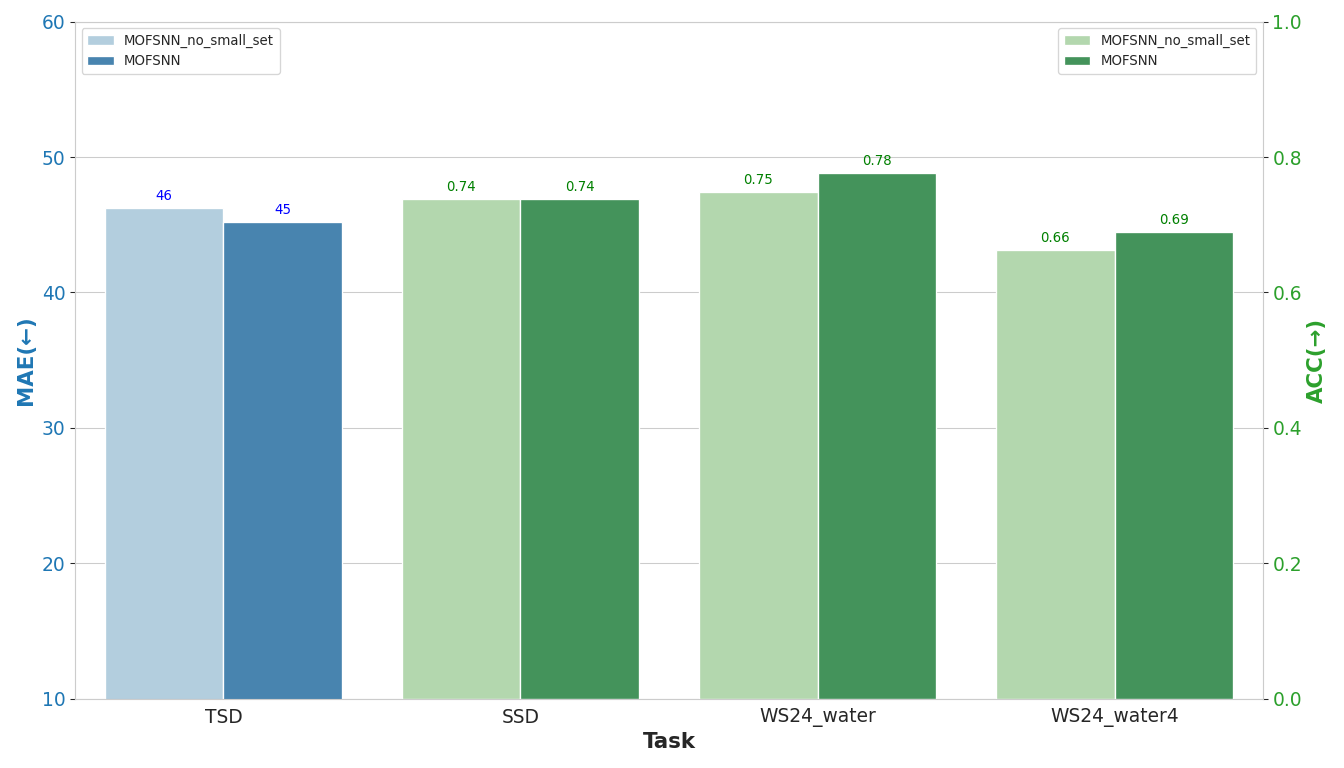 MOFSNN_no_small_set
MOFSNN
MOFSNN_no_small_set
MOFSNN
60
50
40
30
20
10
MAE(←)
1.0
0.8
0.6
0.4
0.2
0.0
ACC(→)
46
45
0.74
0.74
0.75
0.78
0.66
0.69
TSD
SSD
WS24_water
WS24_water4
Task